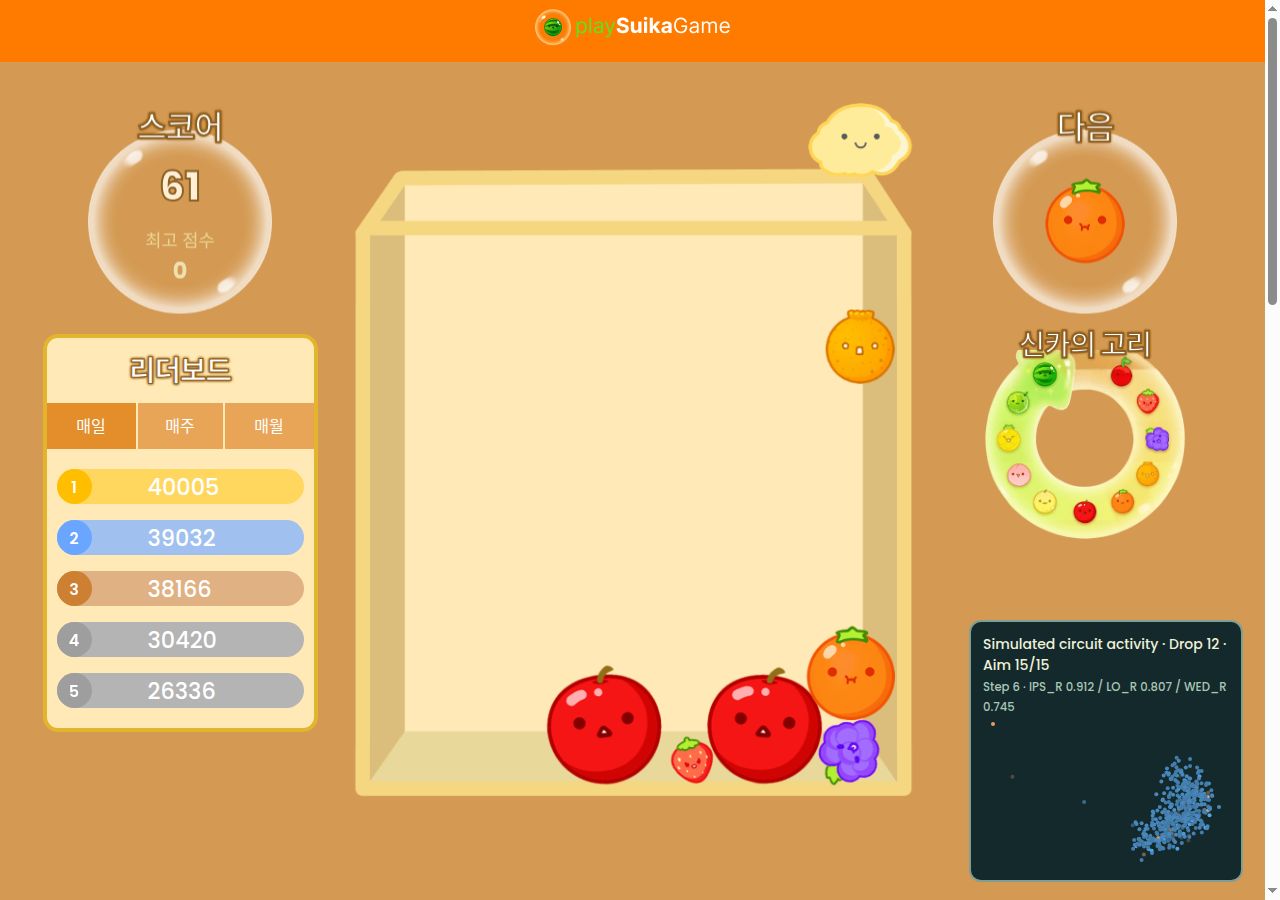 playSuikaGame
스코어
61
최고 점수
0
리더보드
매일 매주 매월
1 40005
2 39032
3 38166
4 30420
5 26336
다음
신카의 고리
Simulated circuit activity · Drop 12 ·
Aim 15/15
Step 6 · IPS_R 0.912 / LO_R 0.807 / WED_R
0.745